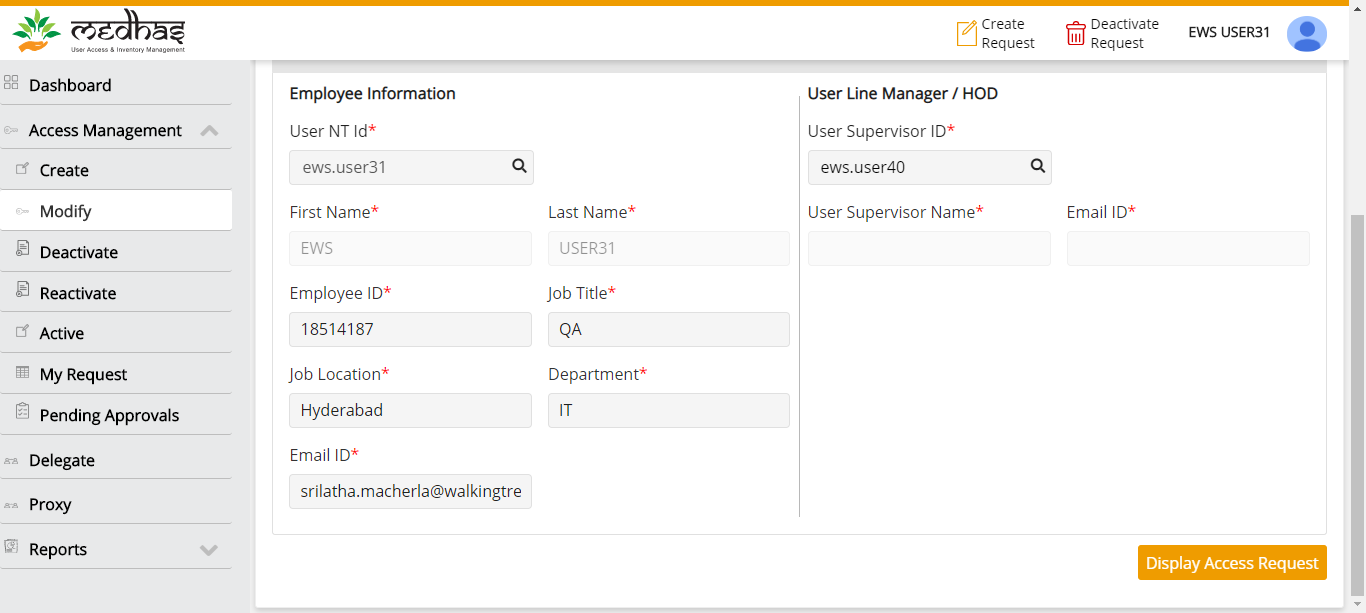 medhas
User Access & Inventory Management
Create
Request
Deactivate
Request
EWS USER31
Dashboard
Access Management
Create
Modify
Deactivate
Reactivate
Active
My Request
Pending Approvals
Delegate
Proxy
Reports
Employee Information
User NT Id*
ews.user31
First Name*
Last Name*
EWS
USER31
Employee ID*
Job Title*
18514187
QA
Job Location*
Department*
Hyderabad
IT
Email ID*
srilatha.macherla@walkingtre
User Line Manager / HOD
User Supervisor ID*
ews.user40
User Supervisor Name*
Email ID*
Display Access Request